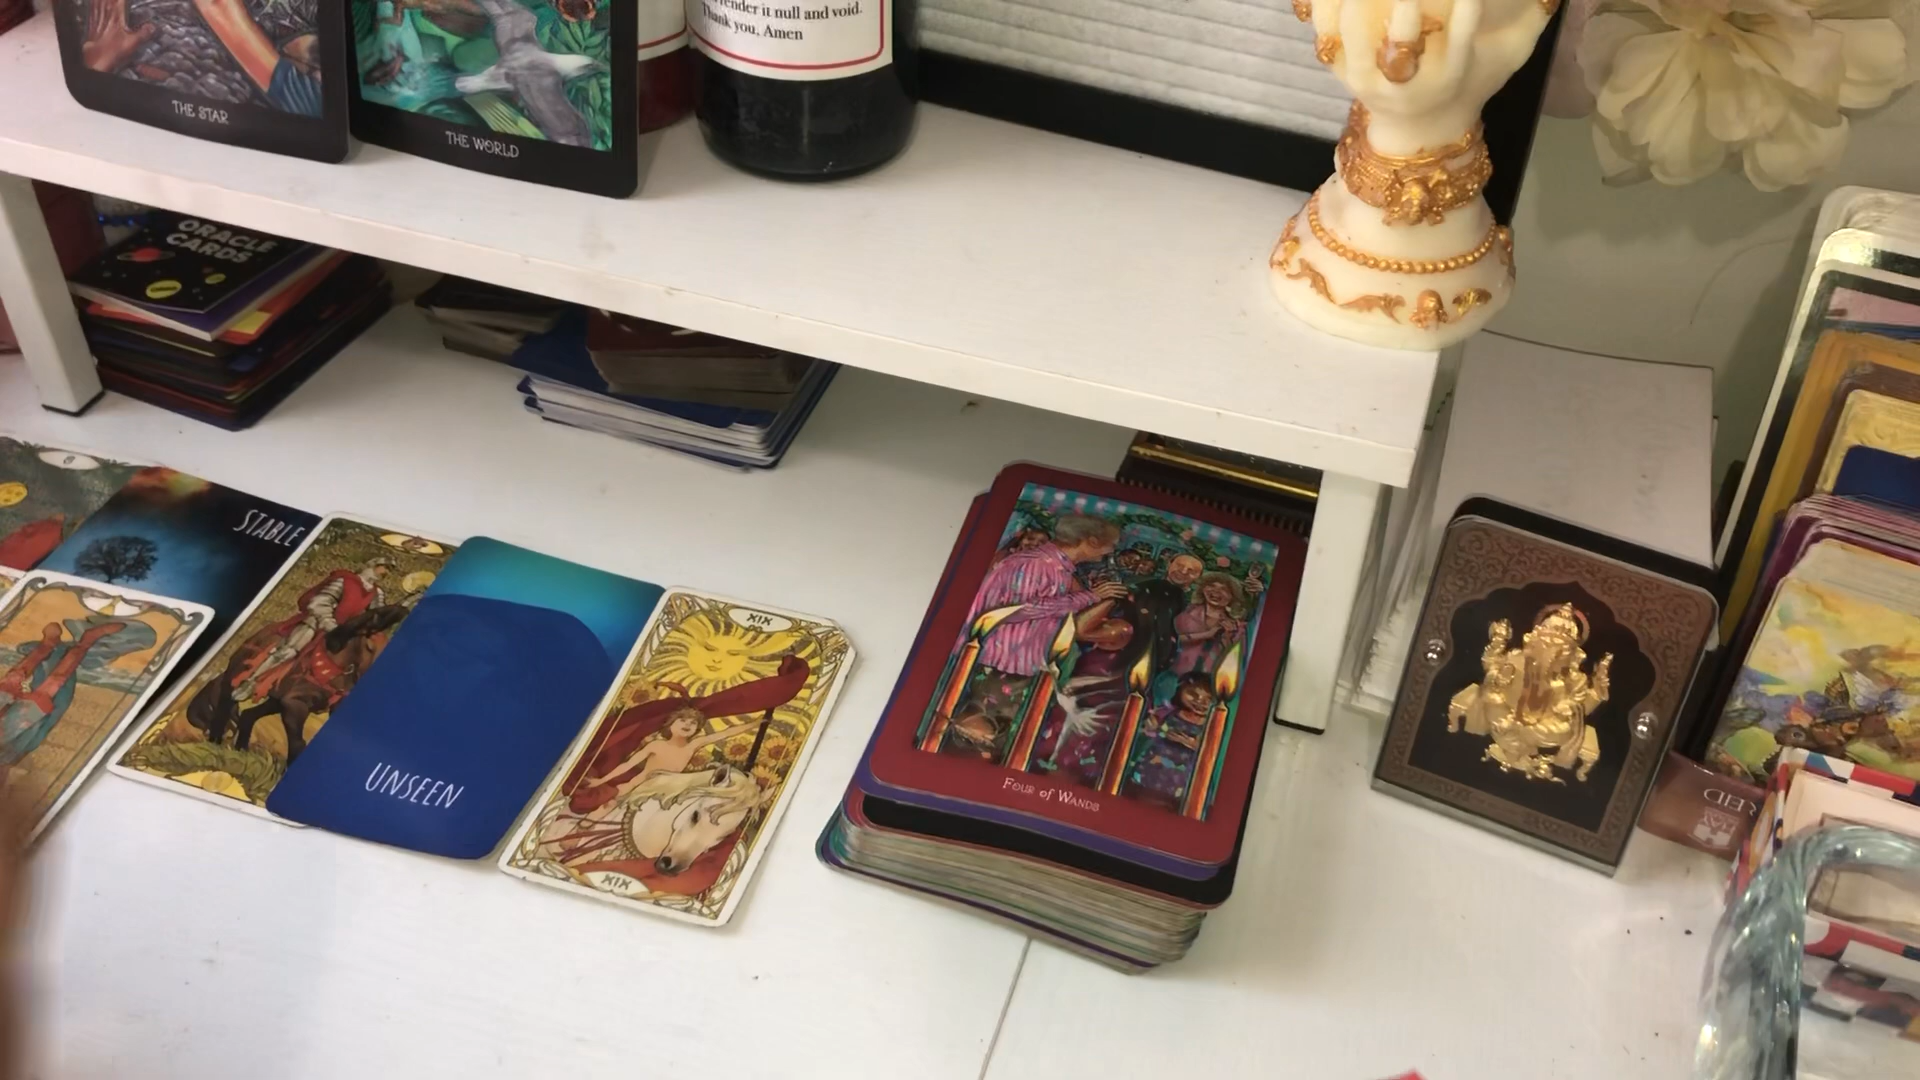 THE STAR
THE WORLD
render it null and void.
Thank you, Amen
ORACLE
CARDS
STABLE
UNSEEN
XIX
XIX
Four of Wands